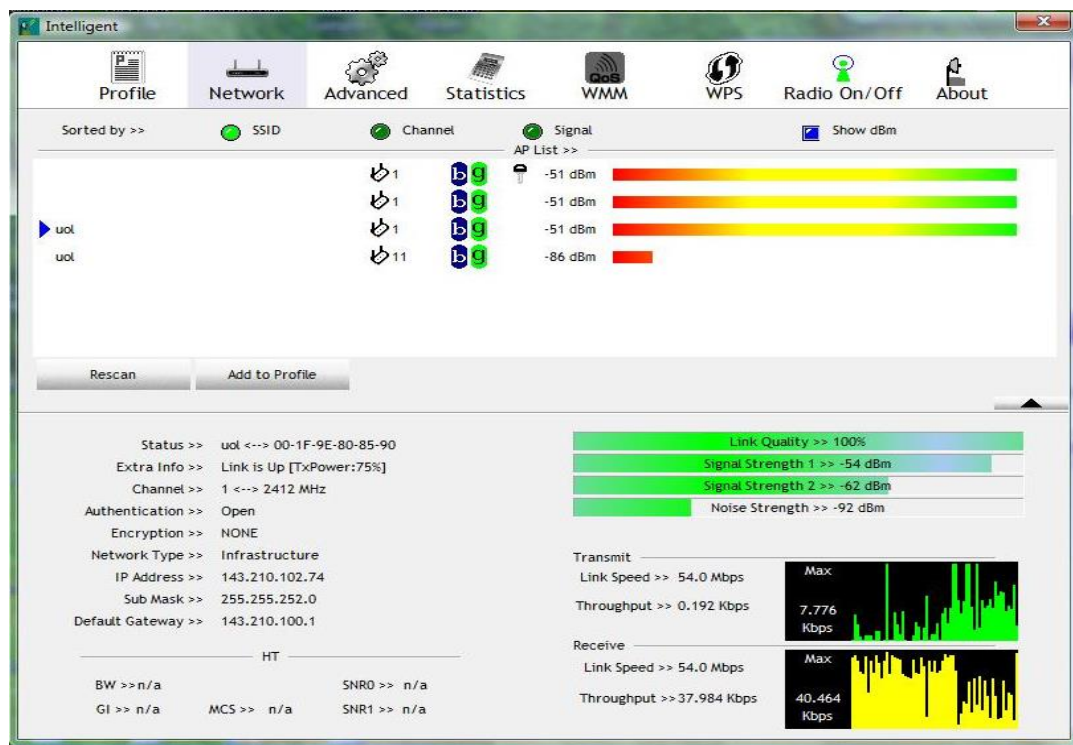 Intelligent
Profile Network Advanced Statistics WMM WPS Radio On/Off About
QoS
Sorted by >> SSID Channel Signal Show dBm
AP List >>
1 b g -51 dBm
1 b g -51 dBm
uol 1 b g -51 dBm
uol 11 b g -86 dBm
Rescan Add to Profile
Status >> uol <--> 00-1F-9E-80-85-90
Extra Info >> Link is Up [TxPower:75%]
Channel >> 1 <--> 2412 MHz
Authentication >> Open
Encryption >> NONE
Network Type >> Infrastructure
IP Address >> 143.210.102.74
Sub Mask >> 255.255.252.0
Default Gateway >> 143.210.100.1
HT
BW >>n/a SNR0 >> n/a
GI >> n/a MCS >> n/a SNR1 >> n/a
Link Quality >> 100%
Signal Strength 1 >> -54 dBm
Signal Strength 2 >> -62 dBm
Noise Strength >> -92 dBm
Transmit
Link Speed >> 54.0 Mbps
Throughput >> 0.192 Kbps
Max
7.776
Kbps
Receive
Link Speed >> 54.0 Mbps
Throughput >>37.984 Kbps
Max
40.464
Kbps